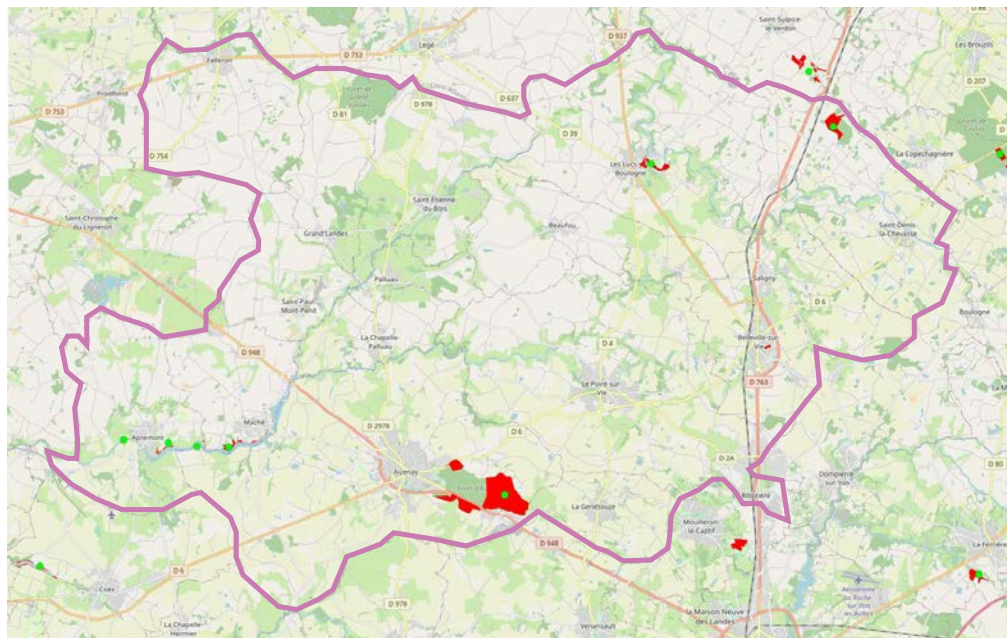 Saint-Sulpice
le-Verdon
D 937
Les Brouzils
Legé
Falleron
D 753
D 207
Froidfond
D 753
D 978
D 637
D 81
D 39
D 754
La Copechagnière
Les Lucs-sur-
Boulogne
Saint-Étienne
du-Bois
Saint-Christophe
du-Ligneron
Grand'Landes
Beaufou
Saint-Denis
-la-Chevasse
Palluau
Saligny
D 6
Saint-Paul
Mont-Penit
Boulogne
La Chapelle-
Palluau
D 4
Belleville-sur
Vie
D 948
Le Poiré-sur
Vie
D 763
Maché
Apremont
D 2978
D 6
Aizenay
D 2A
D 80
Dompierre
-sur-Yon
La Génétouze
Mouilleron
-le-Captif
D 948
La Ferrière
D 6
Coëx
D 978
la Maison Neuve
des Landes
La Chapelle-
Hermier
Venansault